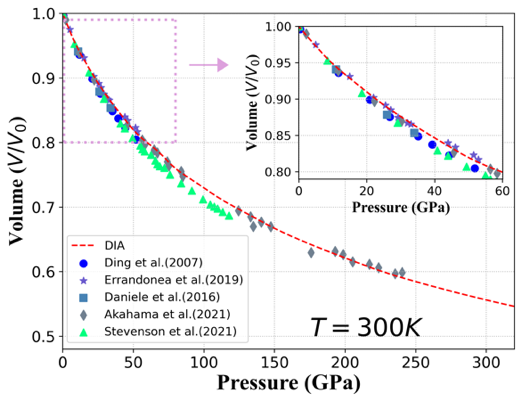 1.0
0.9
0.8
0.7
0.6
0.5
Volume (V/V0)
0 50 100 150 200 250 300
Pressure (GPa)
DIA
Ding et al.(2007)
Errandonea et al.(2019)
Daniele et al.(2016)
Akahama et al.(2021)
Stevenson et al.(2021)
T = 300K
1.00
0.95
0.90
0.85
0.80
Volume (V/V0)
0 20 40 60
Pressure (GPa)